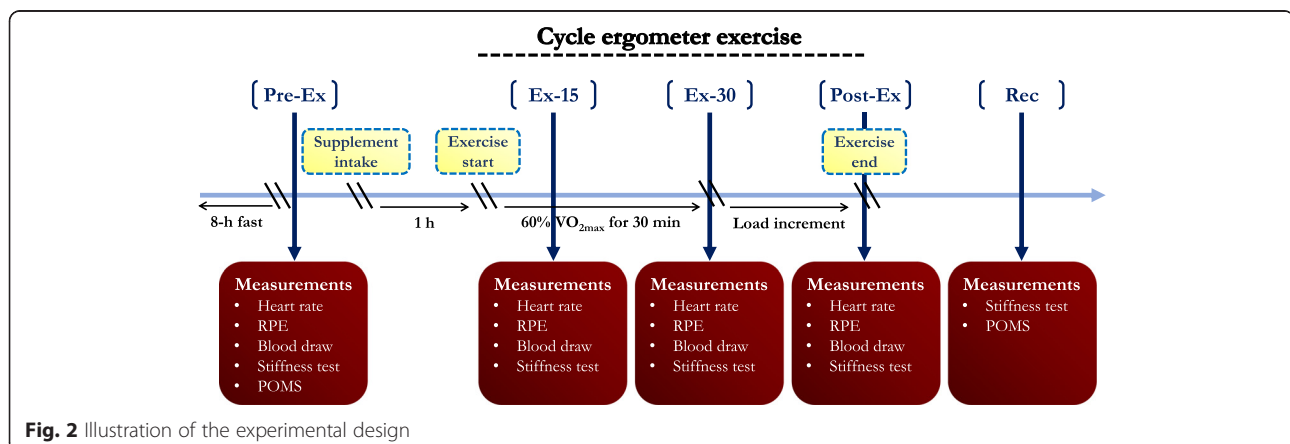 Cycle ergometer exercise
[ Pre-Ex ] [ Ex-15 ] [ Ex-30 ] [ Post-Ex ] [ Rec ]
Supplement
intake
Exercise
start
Exercise
end
8-h fast
1 h
60% VO2max for 30 min
Load increment
Measurements
• Heart rate
• RPE
• Blood draw
• Stiffness test
• POMS
Measurements
• Heart rate
• RPE
• Blood draw
• Stiffness test
Measurements
• Heart rate
• RPE
• Blood draw
• Stiffness test
Measurements
• Heart rate
• RPE
• Blood draw
• Stiffness test
Measurements
• Stiffness test
• POMS
Fig. 2 Illustration of the experimental design